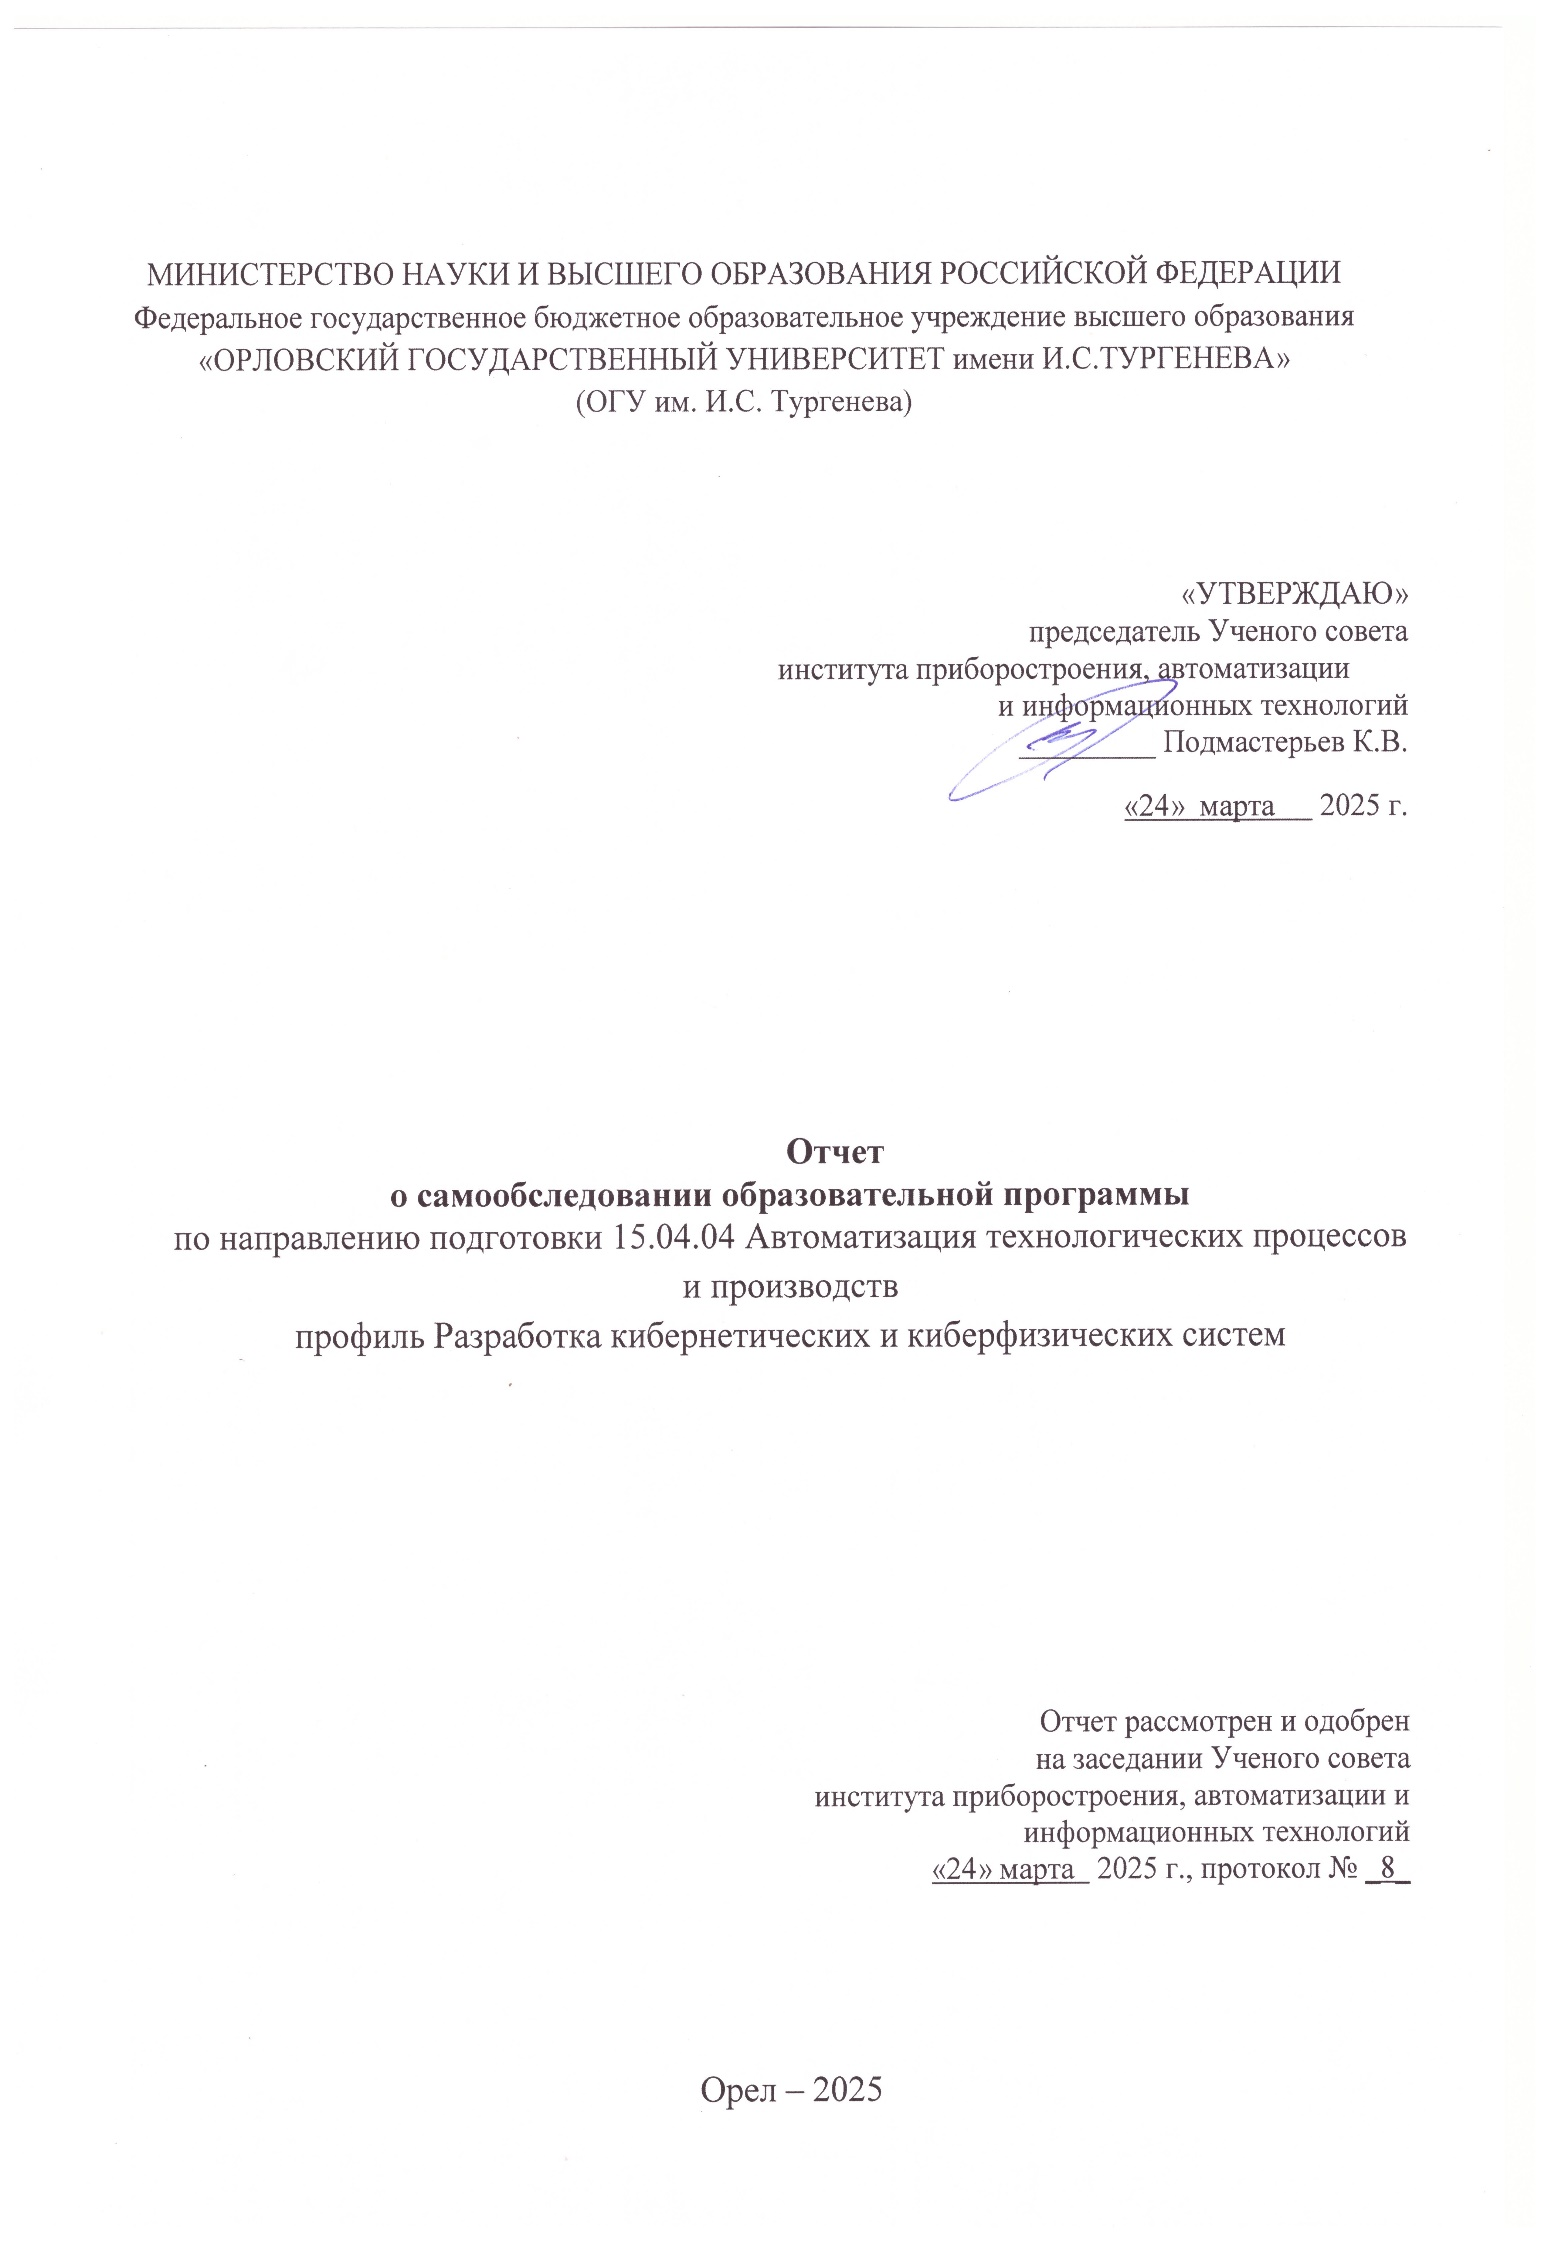 МИНИСТЕРСТВО НАУКИ И ВЫСШЕГО ОБРАЗОВАНИЯ РОССИЙСКОЙ ФЕДЕРАЦИИ
Федеральное государственное бюджетное образовательное учреждение высшего образования
«ОРЛОВСКИЙ ГОСУДАРСТВЕННЫЙ УНИВЕРСИТЕТ имени И.С.ТУРГЕНЕВА»
(ОГУ им. И.С. Тургенева)
«УТВЕРЖДАЮ»
председатель Ученого совета
института приборостроения, автоматизации
и информационных технологий
_________ Подмастерьев К.В.
«24» марта 2025 г.
Отчет
о самообследовании образовательной программы
по направлению подготовки 15.04.04 Автоматизация технологических процессов
и производств
профиль Разработка кибернетических и киберфизических систем
Отчет рассмотрен и одобрен
на заседании Ученого совета
института приборостроения, автоматизации и
информационных технологий
«24» марта 2025 г., протокол № 8
Орел – 2025